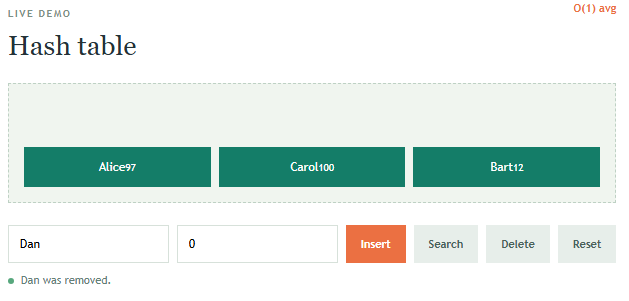 LIVE DEMO
O(1) avg
Hash table
Alice97 Carol100 Bart12
Dan 0 Insert Search Delete Reset
Dan was removed.